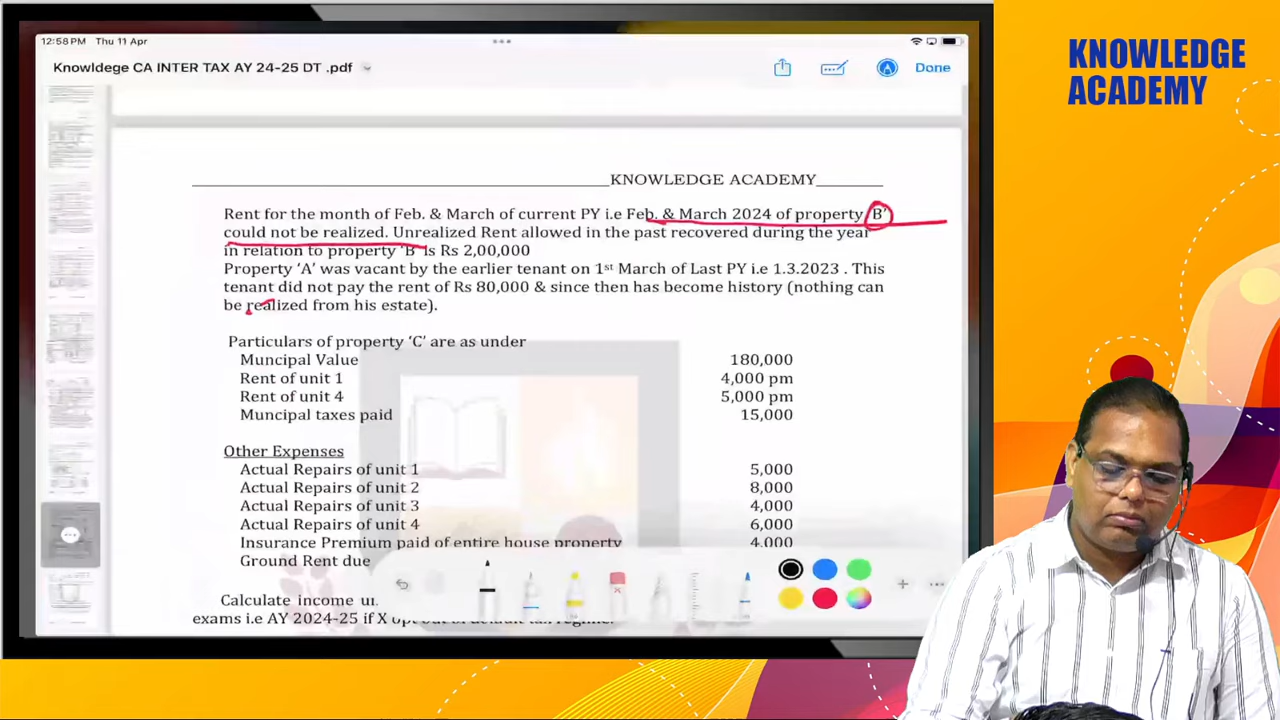 12:58 PM Thu 11 Apr
Knowldege CA INTER TAX AY 24-25 DT .pdf
Done
KNOWLEDGE
ACADEMY
KNOWLEDGE ACADEMY
Rent for the month of Feb. & March of current PY i.e Feb. & March 2024 of property 'B'
could not be realized. Unrealized Rent allowed in the past recovered during the year
in relation to property 'B' is Rs 2,00,000
Property 'A' was vacant by the earlier tenant on 1st March of Last PY i.e 1.3.2023 . This
tenant did not pay the rent of Rs 80,000 & since then has become history (nothing can
be realized from his estate).
Particulars of property 'C' are as under
Muncipal Value 180,000
Rent of unit 1 4,000 pm
Rent of unit 4 5,000 pm
Muncipal taxes paid 15,000
Other Expenses
Actual Repairs of unit 1 5,000
Actual Repairs of unit 2 8,000
Actual Repairs of unit 3 4,000
Actual Repairs of unit 4 6,000
Insurance Premium paid of entire house property 4,000
Ground Rent due
Calculate income
exams i.e AY 2024-25 if X opt out of default tax regime.